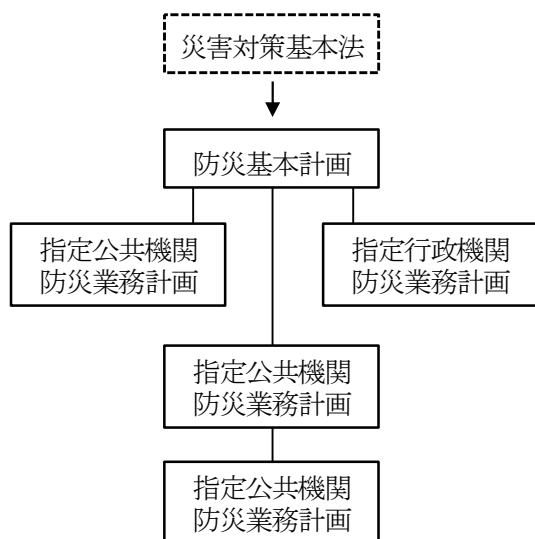 災害対策基本法
防災基本計画
指定公共機関
防災業務計画
指定行政機関
防災業務計画
指定公共機関
防災業務計画
指定公共機関
防災業務計画